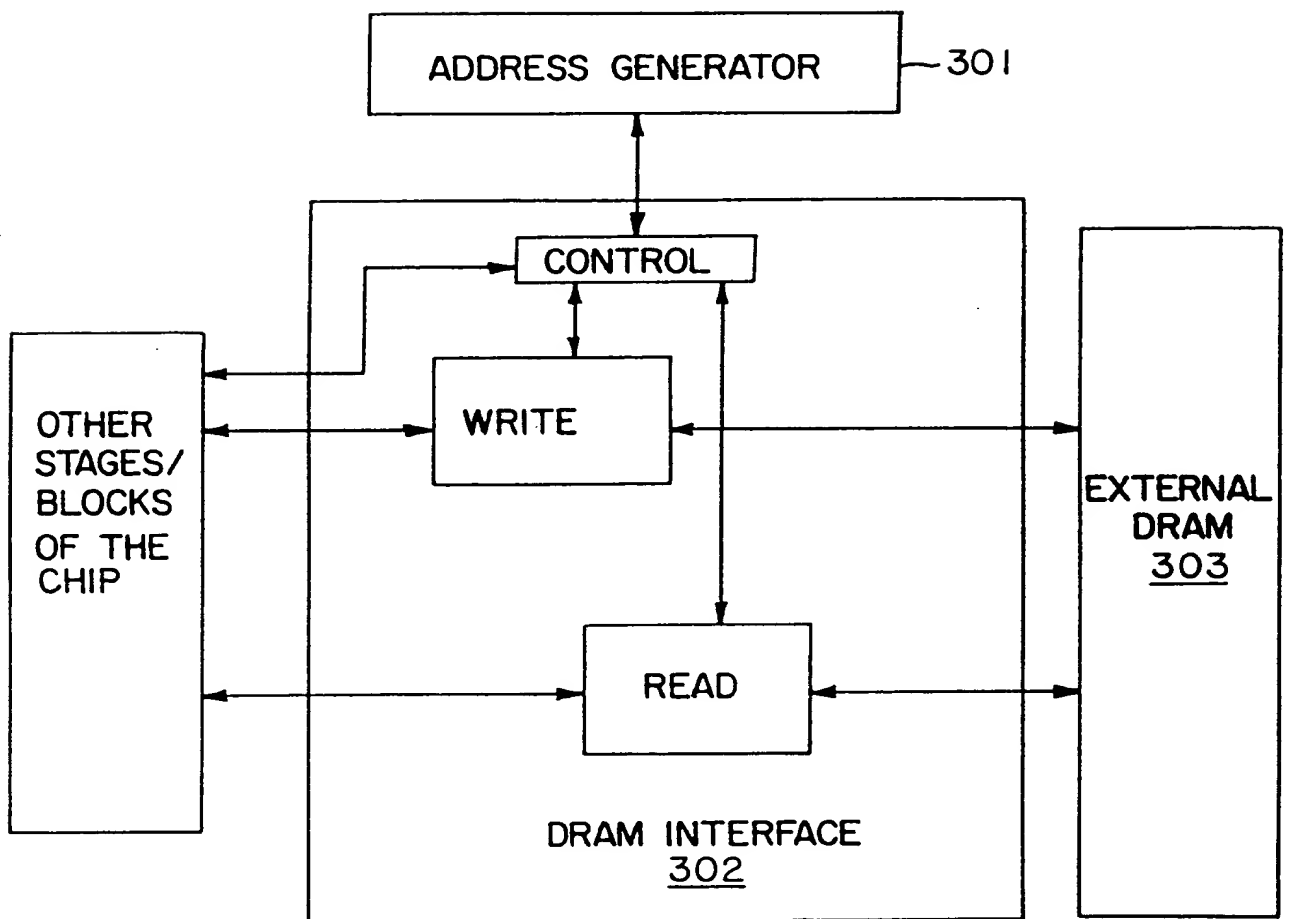 ADDRESS GENERATOR
301
CONTROL
WRITE
OTHER
STAGES/
BLOCKS
OF THE
CHIP
EXTERNAL
DRAM
303
READ
DRAM INTERFACE
302